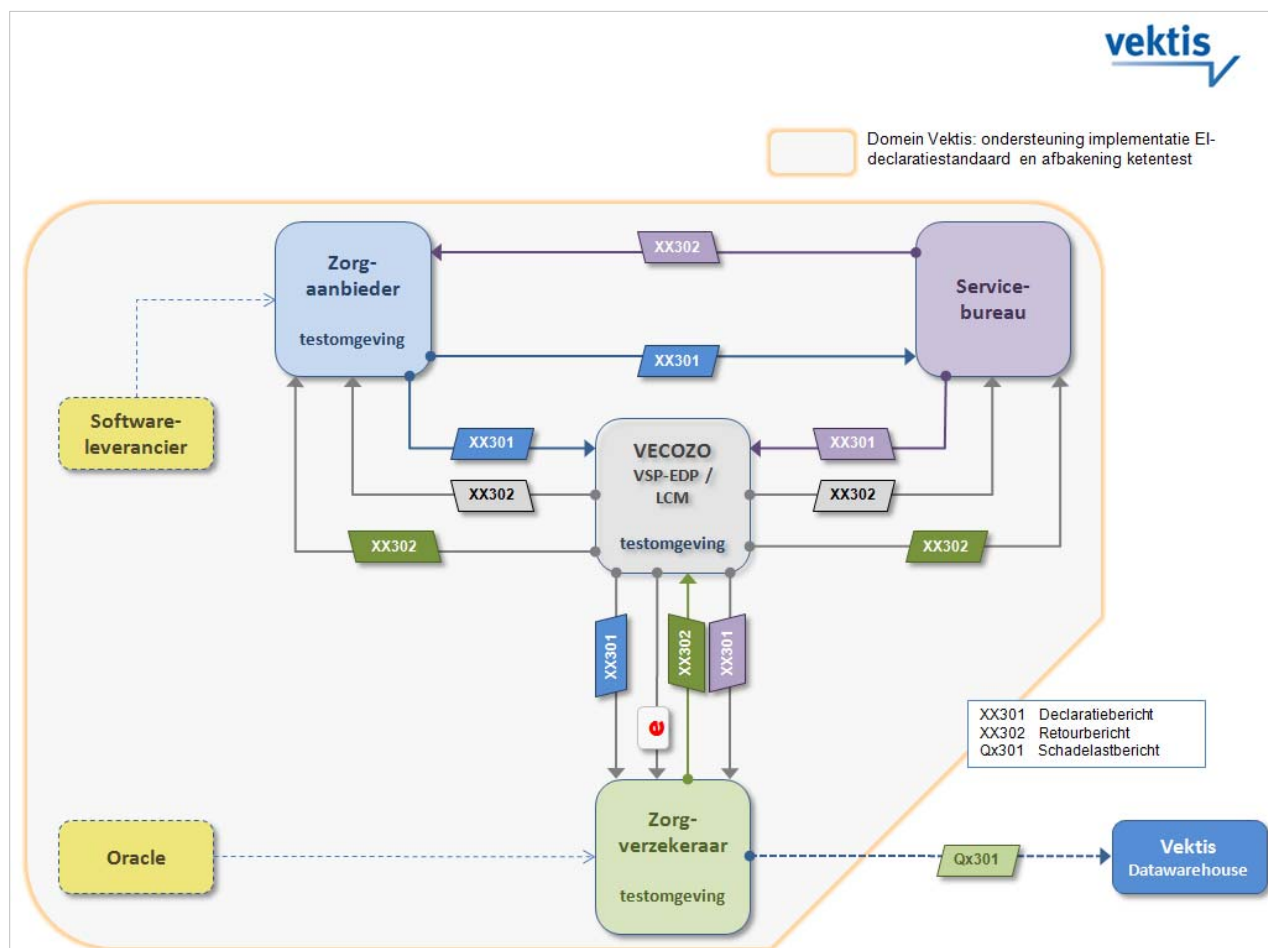 vektis
Domein Vektis: ondersteuning implementatie EI-
declaratiestandaard en afbakening ketentest
XX302
Zorg-
aanbieder
testomgeving
Service-
bureau
XX301
Software-
leverancier
XX301
VECOZO
VSP-EDP /
LCM
testomgeving
XX301
XX302
XX302
XX302
XX302
XX301
XX302
XX301
e
XX301 Declaratiebericht
XX302 Retourbericht
Qx301 Schadelastbericht
Oracle
Zorg-
verzekeraar
testomgeving
Qx301
Vektis
Datawarehouse